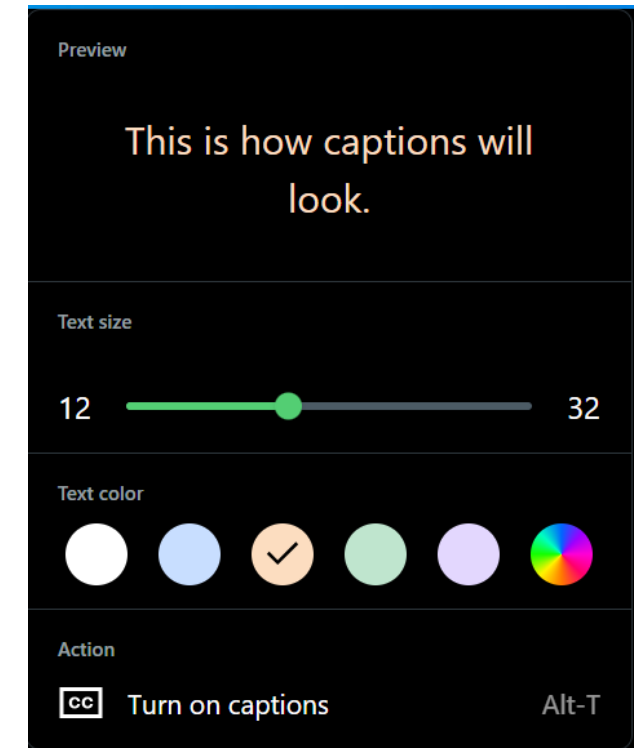 Preview
This is how captions will
look.
Text size
12 32
Text color
Action
CC Turn on captions Alt-T